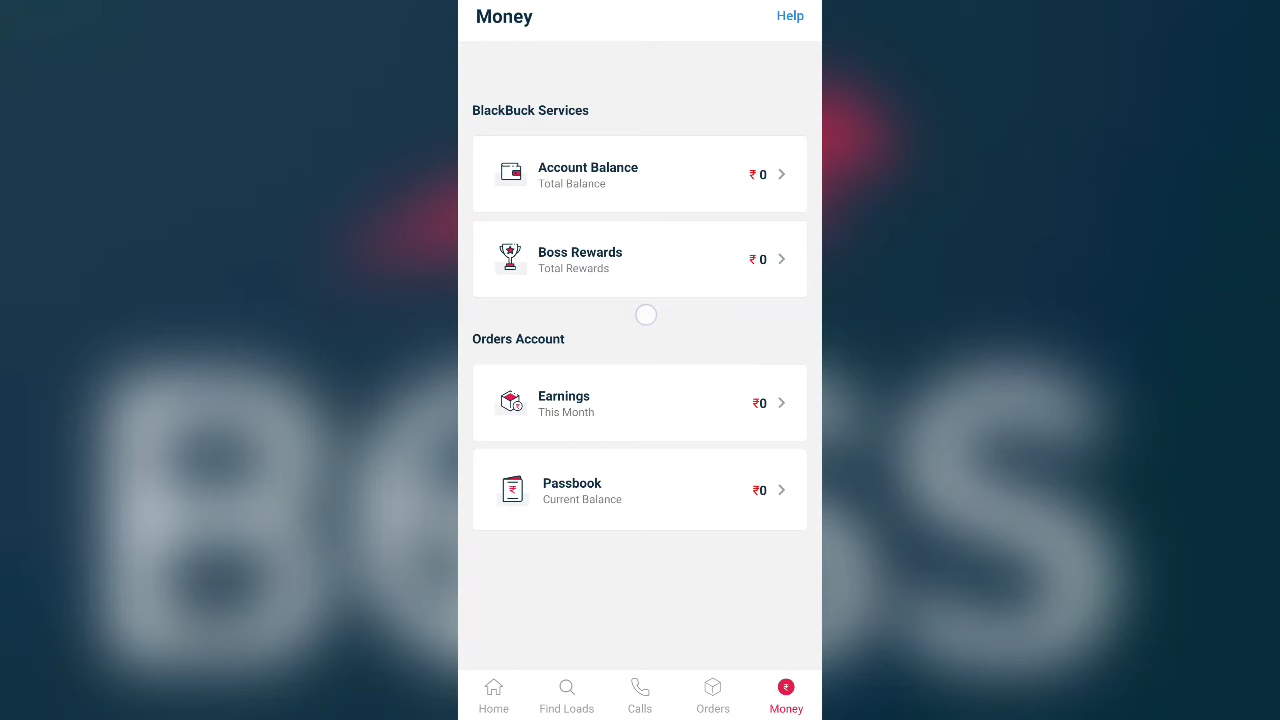 Money
Help
BlackBuck Services
Account Balance
Total Balance
₹ 0
Boss Rewards
Total Rewards
₹ 0
Orders Account
Earnings
This Month
₹0
Passbook
Current Balance
₹0
Home
Find Loads
Calls
Orders
Money
BOSS